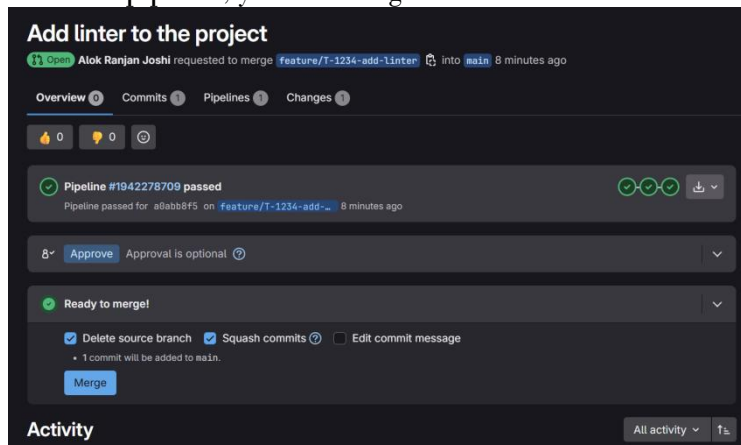 Add linter to the project
Open Alok Ranjan Joshi requested to merge feature/T-1234-add-linter into main 8 minutes ago
Overview 0 Commits 1 Pipelines 1 Changes 1
0 0
Pipeline #1942278709 passed
Pipeline passed for a0abb8f5 on feature/T-1234-add-… 8 minutes ago
Approve Approval is optional
Ready to merge!
Delete source branch Squash commits Edit commit message
1 commit will be added to main.
Merge
Activity All activity